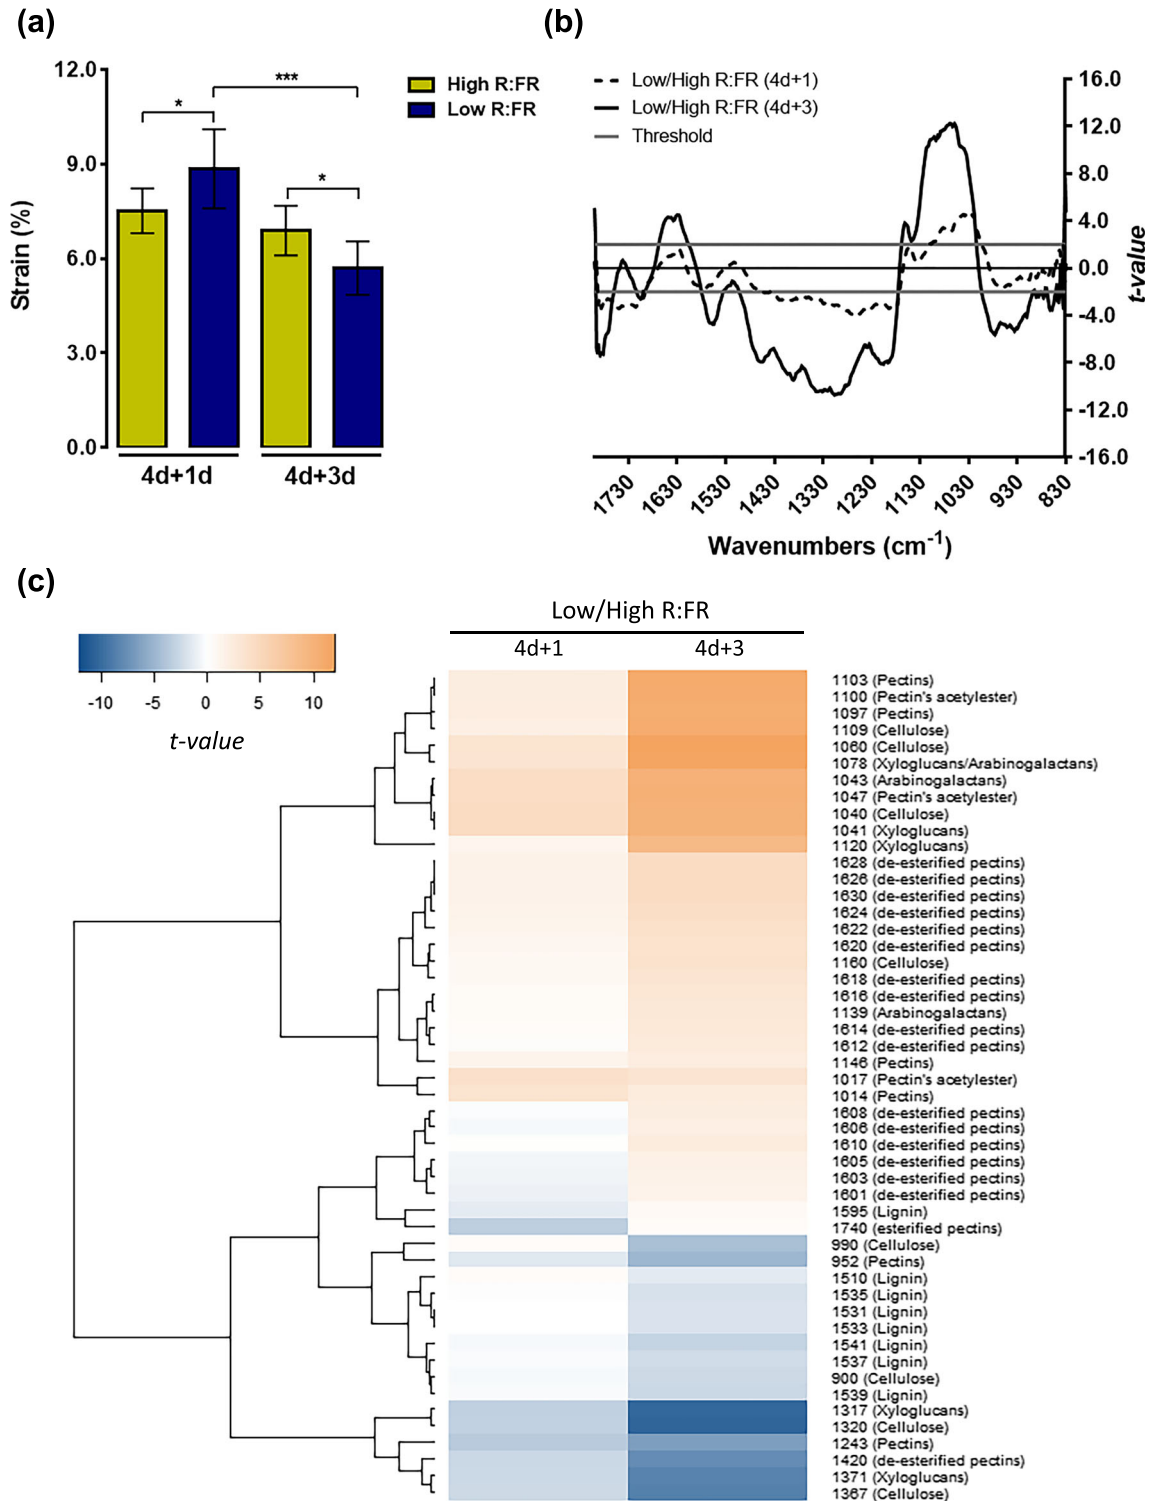 (a)
12.0
9.0
6.0
3.0
0.0
Strain (%)
*
***
*
High R:FR
Low R:FR
4d+1d
4d+3d
(b)
Low/High R:FR (4d+1)
Low/High R:FR (4d+3)
Threshold
16.0
12.0
8.0
4.0
0.0
-4.0
-8.0
-12.0
-16.0
t-value
1730
1630
1530
1430
1330
1230
1130
1030
930
830
Wavenumbers (cm-1)
(c)
-10
-5
0
5
10
t-value
Low/High R:FR
4d+1
4d+3
1103 (Pectins)
1100 (Pectin's acetylester)
1097 (Pectins)
1109 (Cellulose)
1060 (Cellulose)
1078 (Xyloglucans/Arabinogalactans)
1043 (Arabinogalactans)
1047 (Pectin's acetylester)
1040 (Cellulose)
1041 (Xyloglucans)
1120 (Xyloglucans)
1628 (de-esterified pectins)
1626 (de-esterified pectins)
1630 (de-esterified pectins)
1624 (de-esterified pectins)
1622 (de-esterified pectins)
1620 (de-esterified pectins)
1160 (Cellulose)
1618 (de-esterified pectins)
1616 (de-esterified pectins)
1139 (Arabinogalactans)
1614 (de-esterified pectins)
1612 (de-esterified pectins)
1146 (Pectins)
1017 (Pectin's acetylester)
1014 (Pectins)
1608 (de-esterified pectins)
1606 (de-esterified pectins)
1610 (de-esterified pectins)
1605 (de-esterified pectins)
1603 (de-esterified pectins)
1601 (de-esterified pectins)
1595 (Lignin)
1740 (esterified pectins)
990 (Cellulose)
952 (Pectins)
1510 (Lignin)
1535 (Lignin)
1531 (Lignin)
1533 (Lignin)
1541 (Lignin)
1537 (Lignin)
900 (Cellulose)
1539 (Lignin)
1317 (Xyloglucans)
1320 (Cellulose)
1243 (Pectins)
1420 (de-esterified pectins)
1371 (Xyloglucans)
1367 (Cellulose)